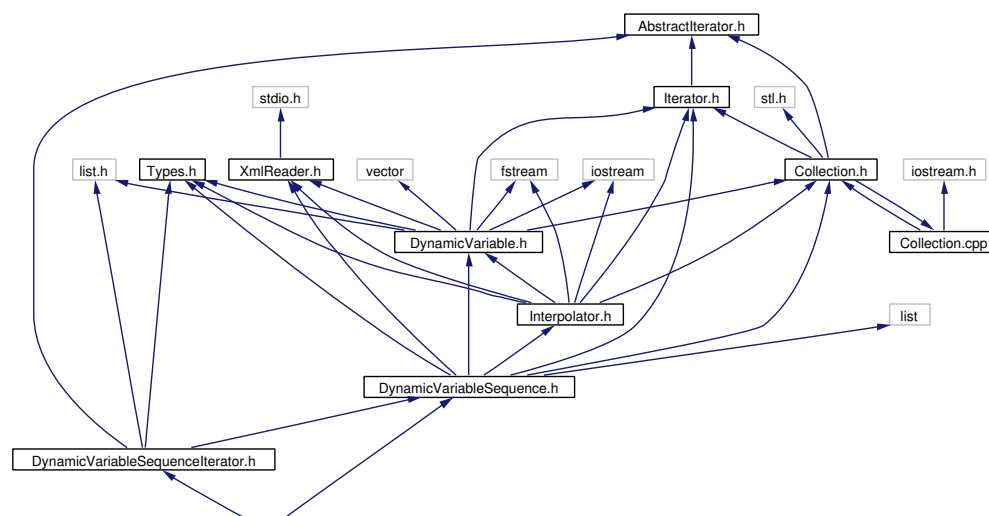 AbstractIterator.h
stdio.h
Iterator.h
stl.h
list.h
Types.h
XmlReader.h
vector
fstream
iostream
Collection.h
iostream.h
DynamicVariable.h
Collection.cpp
Interpolator.h
list
DynamicVariableSequence.h
DynamicVariableSequenceIterator.h